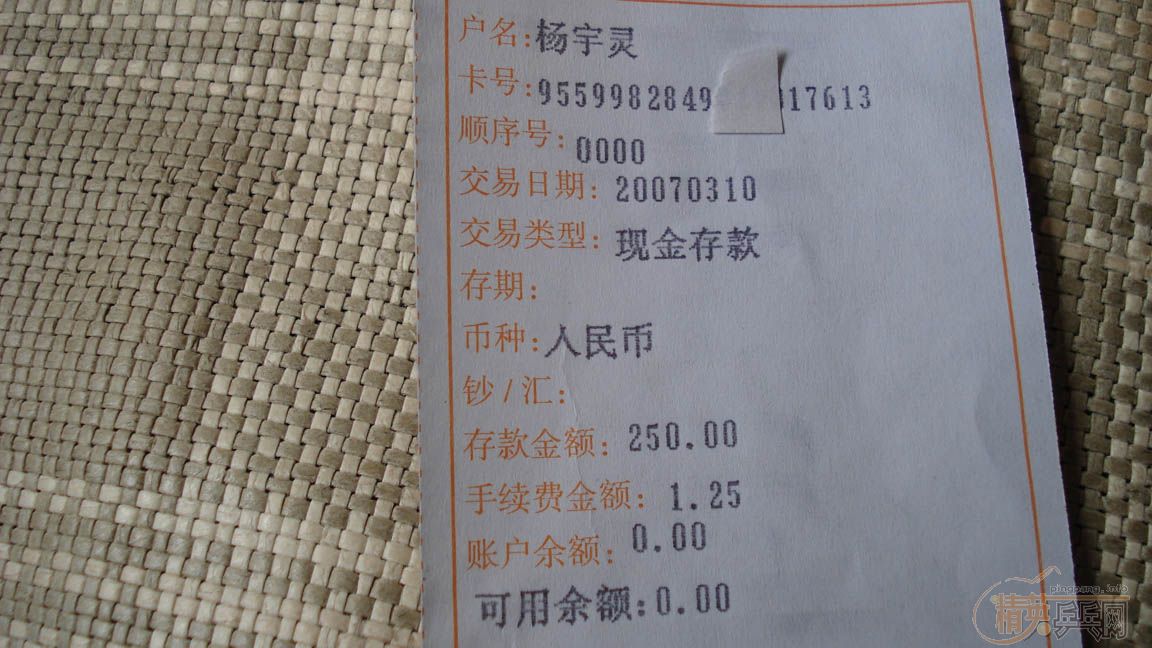 户名:杨宇灵
卡号:9559982849 017613
顺序号:0000
交易日期:20070310
交易类型:现金存款
存期:
币种:人民币
钞/汇:
存款金额:250.00
手续费金额:1.25
账户余额:0.00
可用余额:0.00
pingpang.info
精英乒乓网